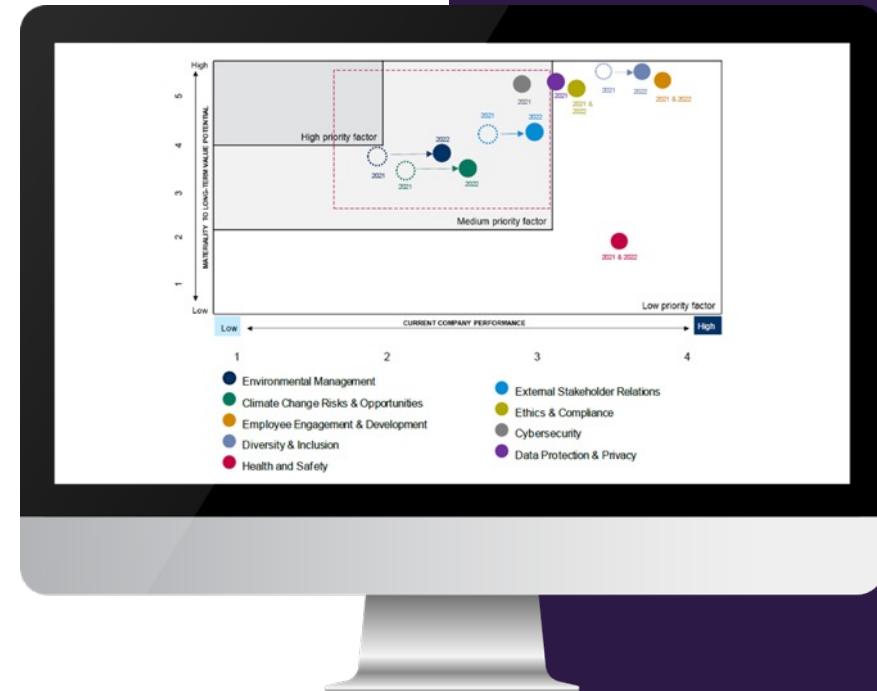 High
5
4
3
2
1
Low
MATERIALITY TO LONG-TERM VALUE POTENTIAL
High priority factor
Medium priority factor
Low priority factor
2021
2022
2021
2022
2021
2022
2021
2021
2021 &
2022
2021
2022
2021 & 2022
2021 & 2022
Low
CURRENT COMPANY PERFORMANCE
High
1
2
3
4
Environmental Management
Climate Change Risks & Opportunities
Employee Engagement & Development
Diversity & Inclusion
Health and Safety
External Stakeholder Relations
Ethics & Compliance
Cybersecurity
Data Protection & Privacy